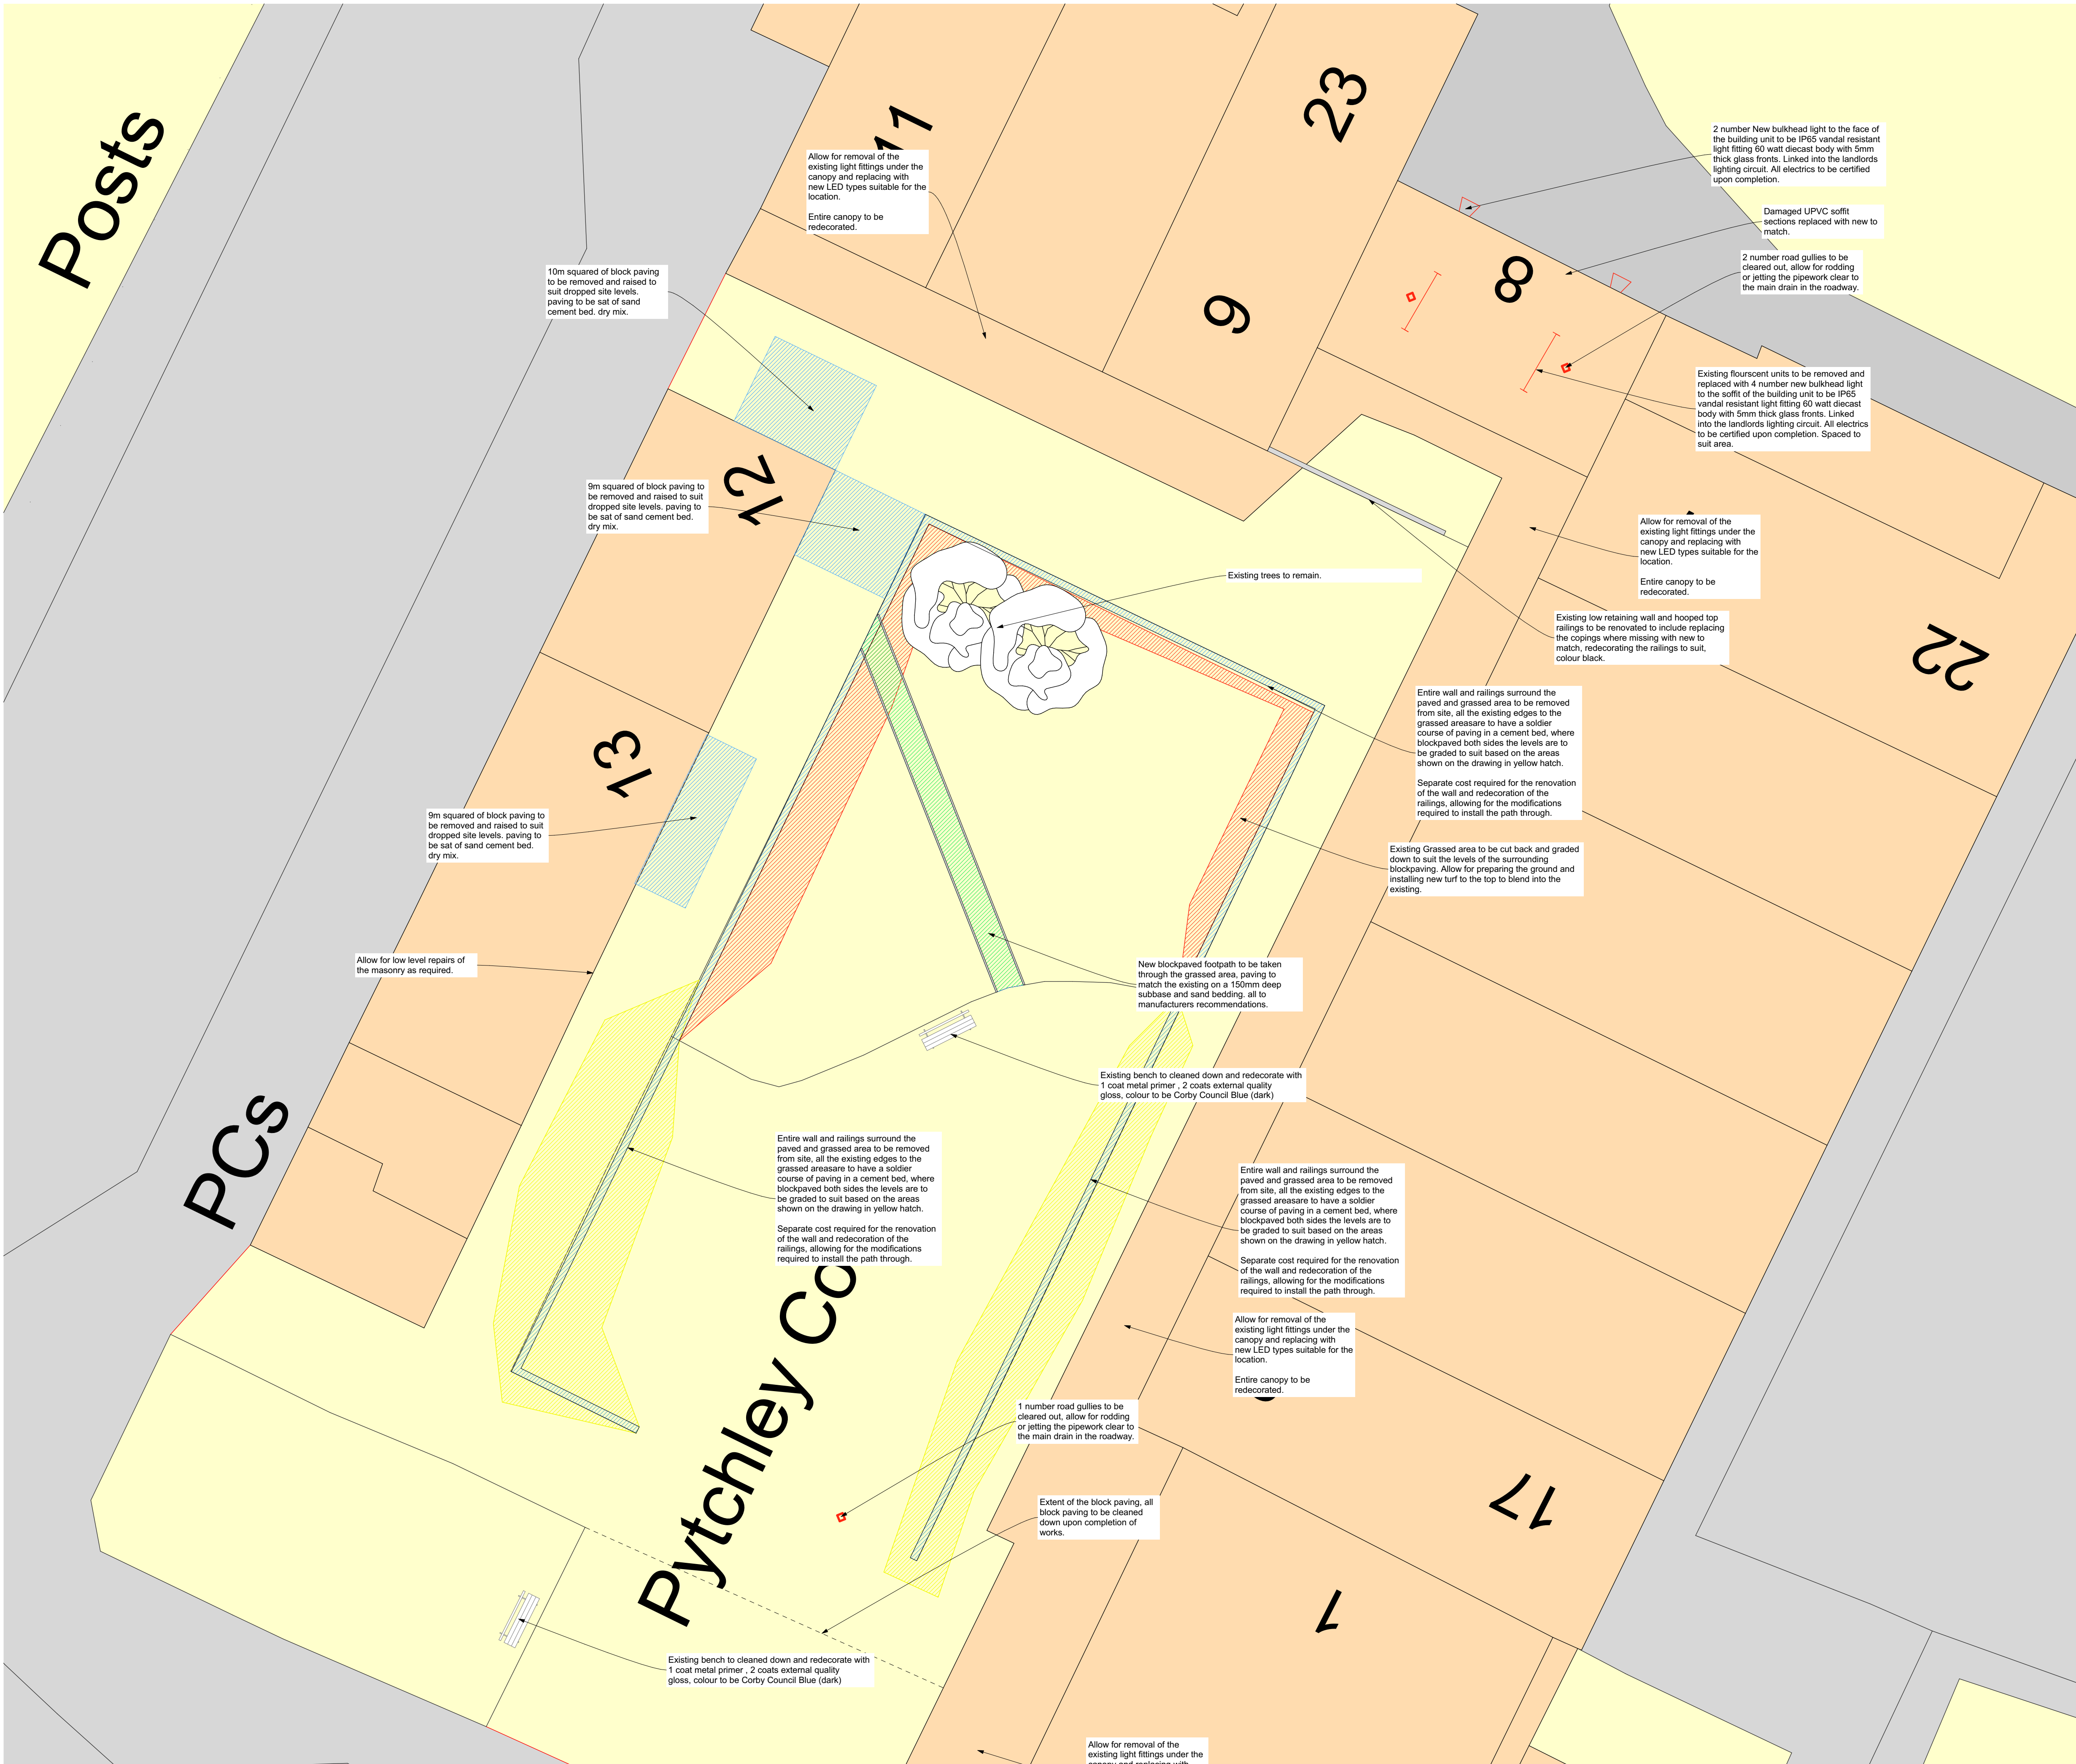 Posts
11
23
Allow for removal of the
existing light fittings under the
canopy and replacing with
new LED types suitable for the
location.
Entire canopy to be
redecorated.
2 number New bulkhead light to the face of
the building unit to be IP65 vandal resistant
light fitting 60 watt diecast body with 5mm
thick glass fronts. Linked into the landlords
lighting circuit. All electrics to be certified
upon completion.
Damaged UPVC soffit
sections replaced with new to
match.
2 number road gullies to be
cleared out, allow for rodding
or jetting the pipework clear to
the main drain in the roadway.
10m squared of block paving
to be removed and raised to
suit dropped site levels.
paving to be sat of sand
cement bed. dry mix.
9
8
Existing flourscent units to be removed and
replaced with 4 number new bulkhead light
to the soffit of the building unit to be IP65
vandal resistant light fitting 60 watt diecast
body with 5mm thick glass fronts. Linked
into the landlords lighting circuit. All electrics
to be certified upon completion. Spaced to
suit area.
9m squared of block paving to
be removed and raised to suit
dropped site levels. paving to
be sat of sand cement bed.
dry mix.
12
Allow for removal of the
existing light fittings under the
canopy and replacing with
new LED types suitable for the
location.
Entire canopy to be
redecorated.
Existing trees to remain.
Existing low retaining wall and hooped top
railings to be renovated to include replacing
the copings where missing with new to
match, redecorating the railings to suit,
colour black.
22
Entire wall and railings surround the
paved and grassed area to be removed
from site, all the existing edges to the
grassed areasare to have a soldier
course of paving in a cement bed, where
blockpaved both sides the levels are to
be graded to suit based on the areas
shown on the drawing in yellow hatch.
Separate cost required for the renovation
of the wall and redecoration of the
railings, allowing for the modifications
required to install the path through.
13
9m squared of block paving to
be removed and raised to suit
dropped site levels. paving to
be sat of sand cement bed.
dry mix.
Existing Grassed area to be cut back and graded
down to suit the levels of the surrounding
blockpaving. Allow for preparing the ground and
installing new turf to the top to blend into the
existing.
Allow for low level repairs of
the masonry as required.
New blockpaved footpath to be taken
through the grassed area, paving to
match the existing on a 150mm deep
subbase and sand bedding. all to
manufacturers recommendations.
Existing bench to cleaned down and redecorate with
1 coat metal primer , 2 coats external quality
gloss, colour to be Corby Council Blue (dark)
PCs
Entire wall and railings surround the
paved and grassed area to be removed
from site, all the existing edges to the
grassed areasare to have a soldier
course of paving in a cement bed, where
blockpaved both sides the levels are to
be graded to suit based on the areas
shown on the drawing in yellow hatch.
Separate cost required for the renovation
of the wall and redecoration of the
railings, allowing for the modifications
required to install the path through.
Entire wall and railings surround the
paved and grassed area to be removed
from site, all the existing edges to the
grassed areasare to have a soldier
course of paving in a cement bed, where
blockpaved both sides the levels are to
be graded to suit based on the areas
shown on the drawing in yellow hatch.
Separate cost required for the renovation
of the wall and redecoration of the
railings, allowing for the modifications
required to install the path through.
Allow for removal of the
existing light fittings under the
canopy and replacing with
new LED types suitable for the
location.
Entire canopy to be
redecorated.
Pytchley Co
1 number road gullies to be
cleared out, allow for rodding
or jetting the pipework clear to
the main drain in the roadway.
17
Extent of the block paving, all
block paving to be cleaned
down upon completion of
works.
1
Existing bench to cleaned down and redecorate with
1 coat metal primer , 2 coats external quality
gloss, colour to be Corby Council Blue (dark)
Allow for removal of the
existing light fittings under the